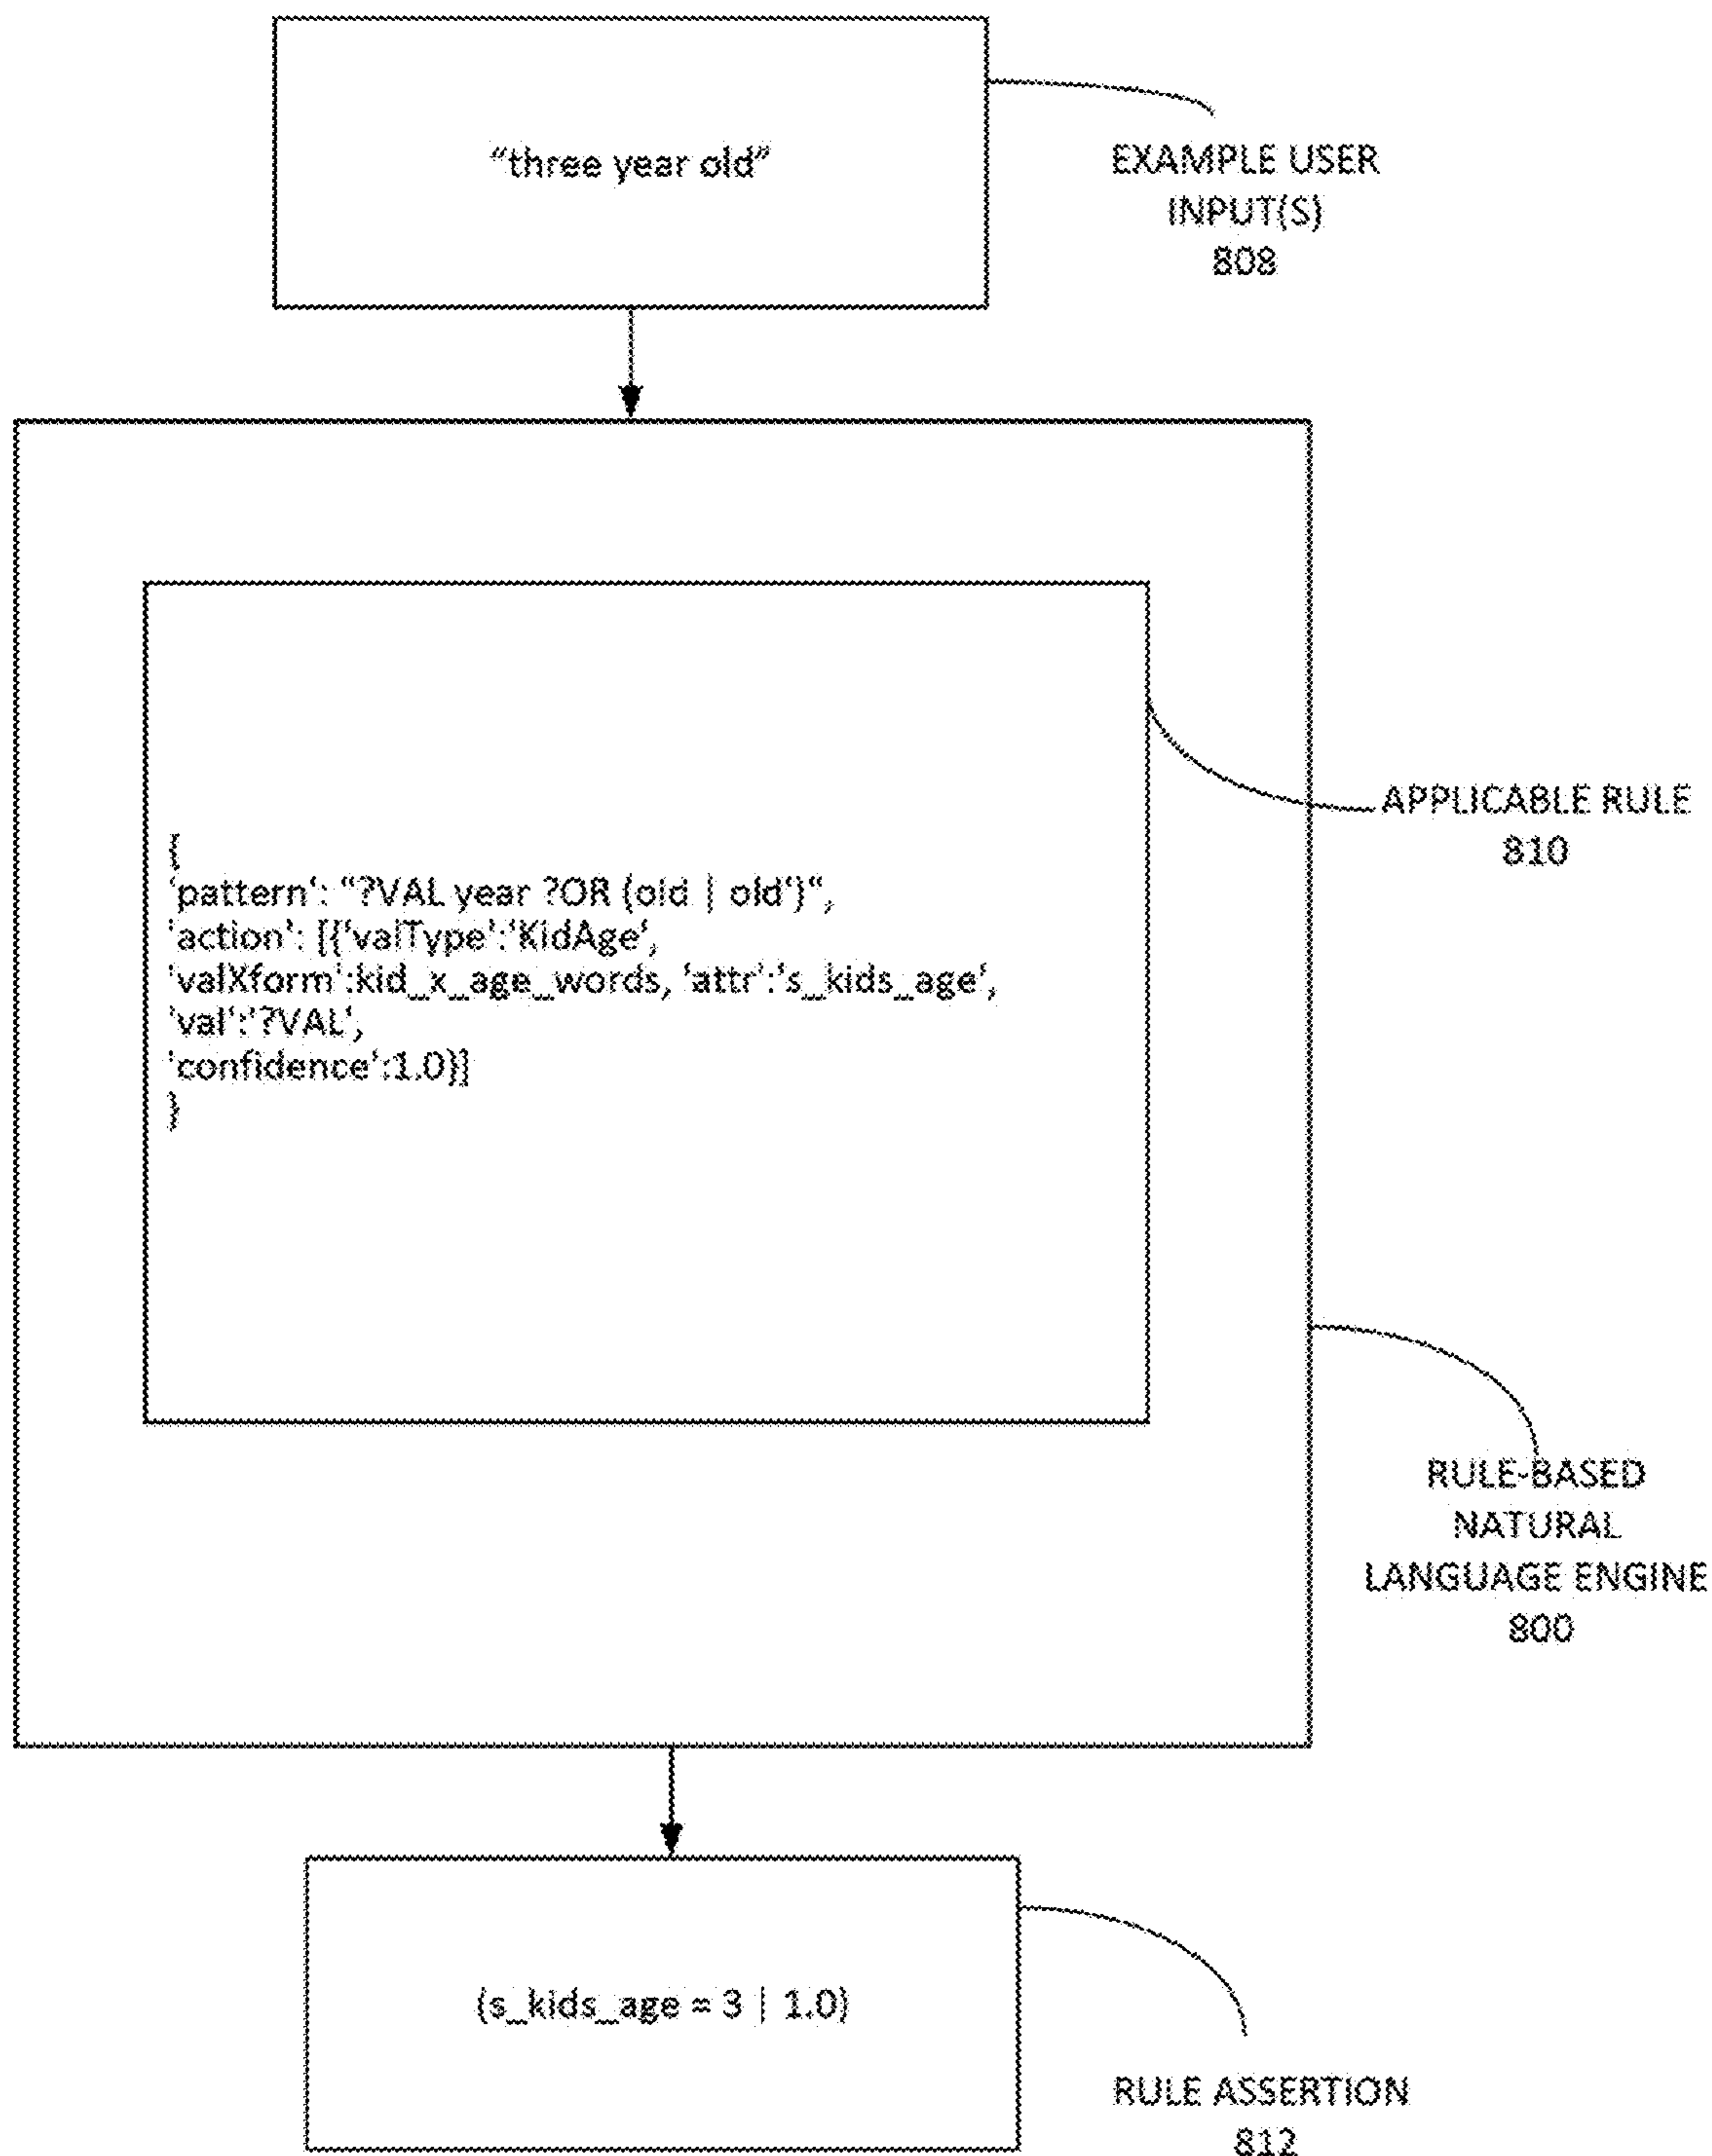 “three year old”
EXAMPLE USER
INPUT(S)
808
{
'pattern': "?VAL year ?OR (old | old')",
'action': [{'valType':'KidAge',
'valXform':kid_x_age_words, 'attr':'s_kids_age',
'val':'?VAL',
'confidence':1.0}]
}
APPLICABLE RULE
810
RULE-BASED
NATURAL
LANGUAGE ENGINE
800
(s_kids_age = 3 | 1.0)
RULE ASSERTION
812